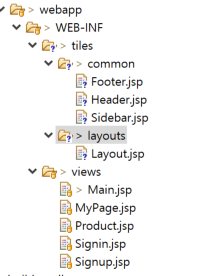 > webapp
> WEB-INF
> tiles
> common
Footer.jsp
Header.jsp
Sidebar.jsp
> layouts
Layout.jsp
> views
> Main.jsp
MyPage.jsp
Product.jsp
Signin.jsp
Signup.jsp